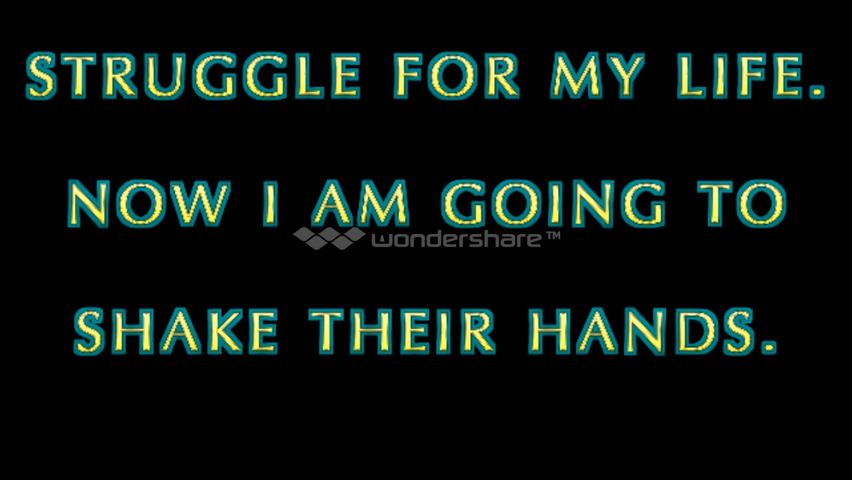 STRUGGLE FOR MY LIFE.
NOW I AM GOING TO
wondershare™
SHAKE THEIR HANDS.